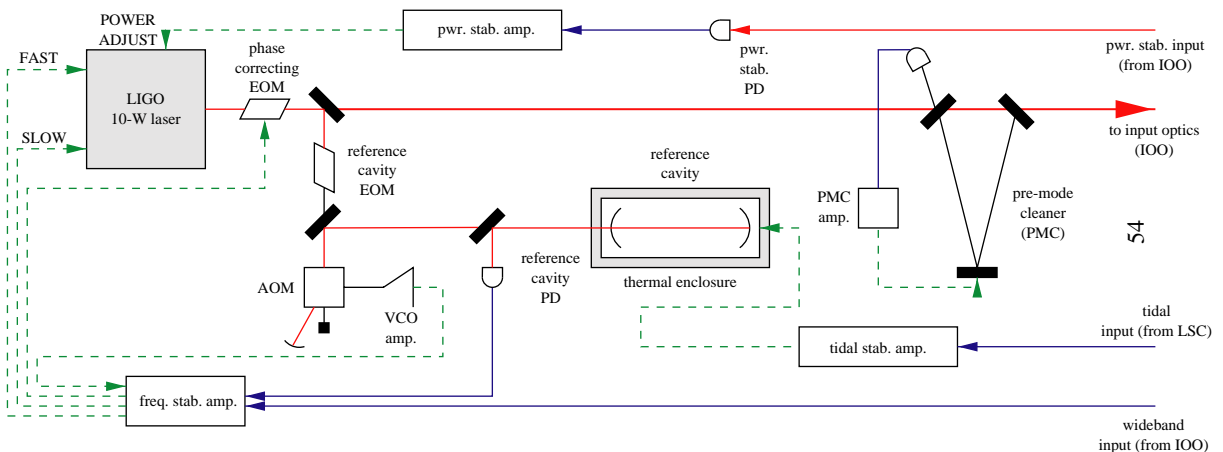 POWER
ADJUST
FAST
SLOW
LIGO
10-W laser
phase
correcting
EOM
pwr. stab. amp.
pwr.
stab.
PD
pwr. stab. input
(from IOO)
to input optics
(IOO)
reference
cavity
EOM
reference
cavity
thermal enclosure
reference
cavity
PD
PMC
amp.
pre-mode
cleaner
(PMC)
54
AOM
VCO
amp.
tidal
input (from LSC)
tidal stab. amp.
freq. stab. amp.
wideband
input (from IOO)